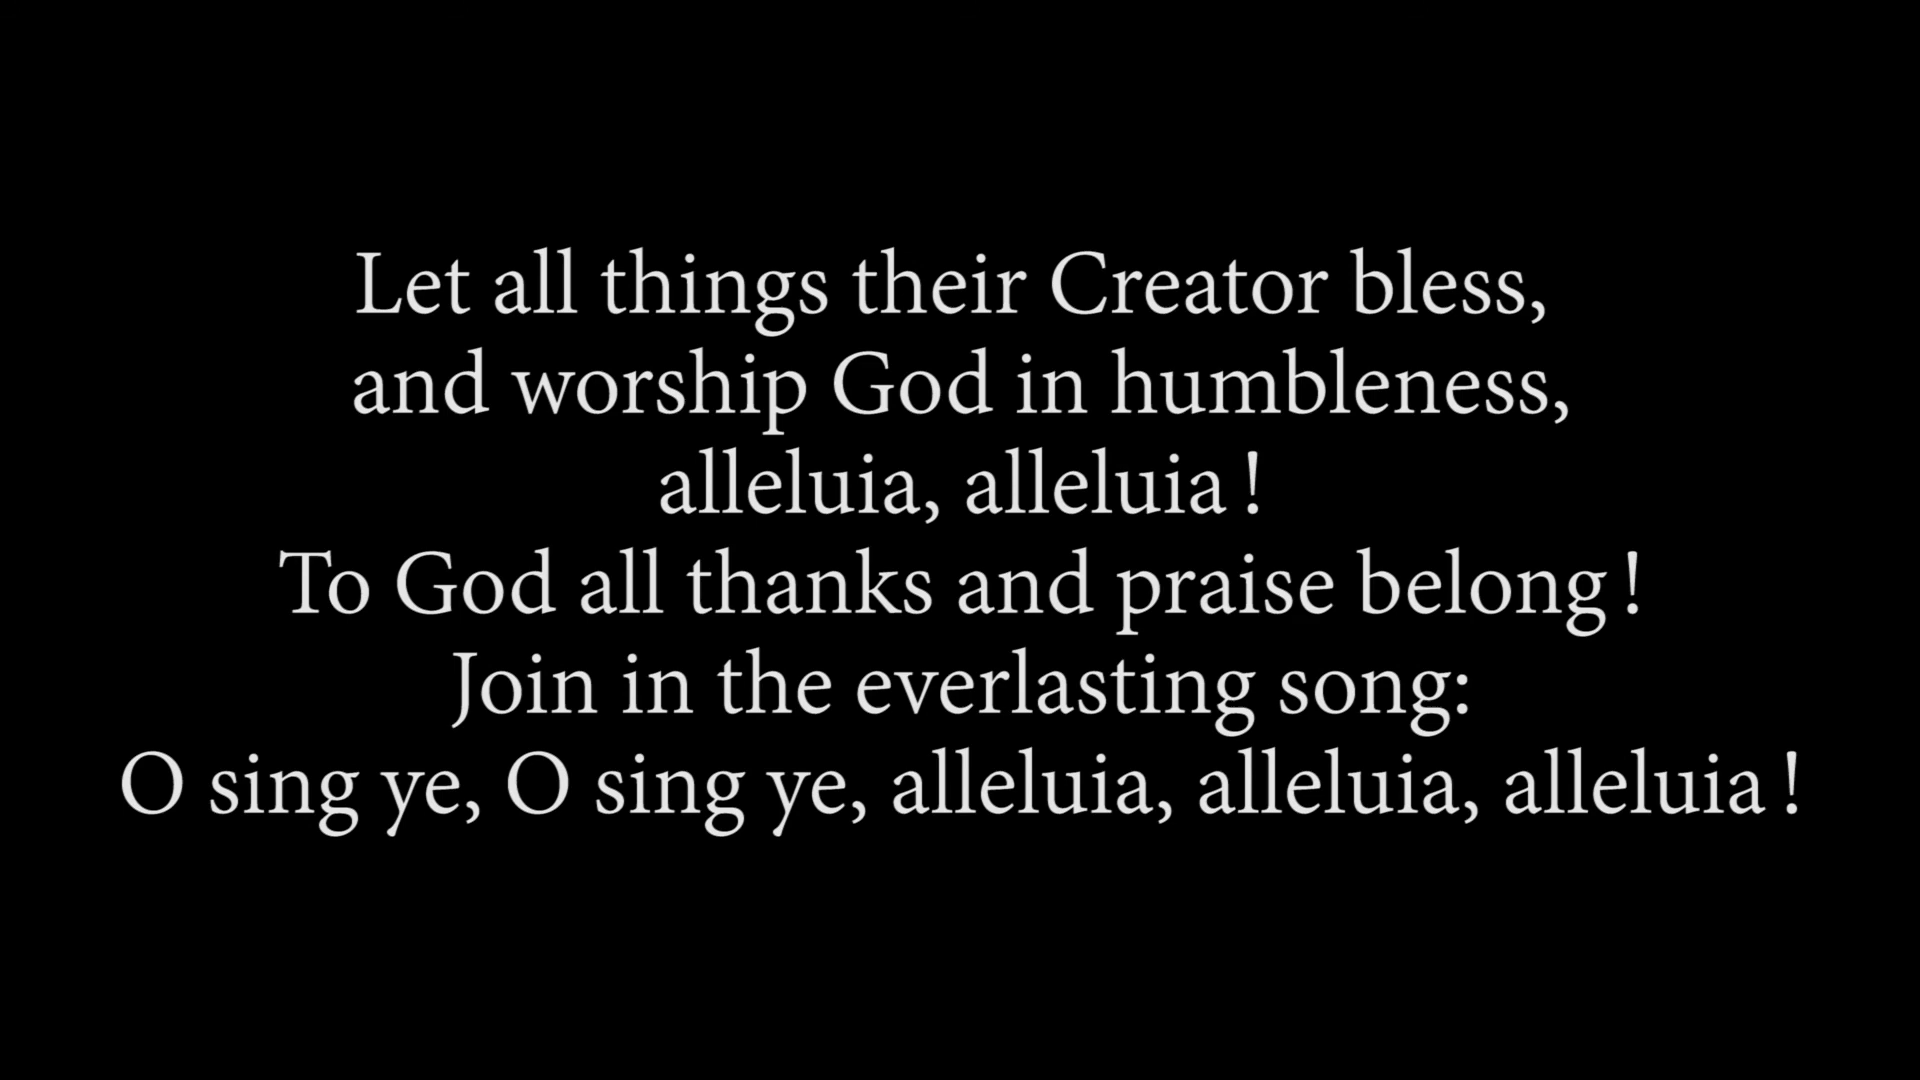 Let all things their Creator bless,
and worship God in humbleness,
alleluia, alleluia !
To God all thanks and praise belong !
Join in the everlasting song:
O sing ye, O sing ye, alleluia, alleluia, alleluia !